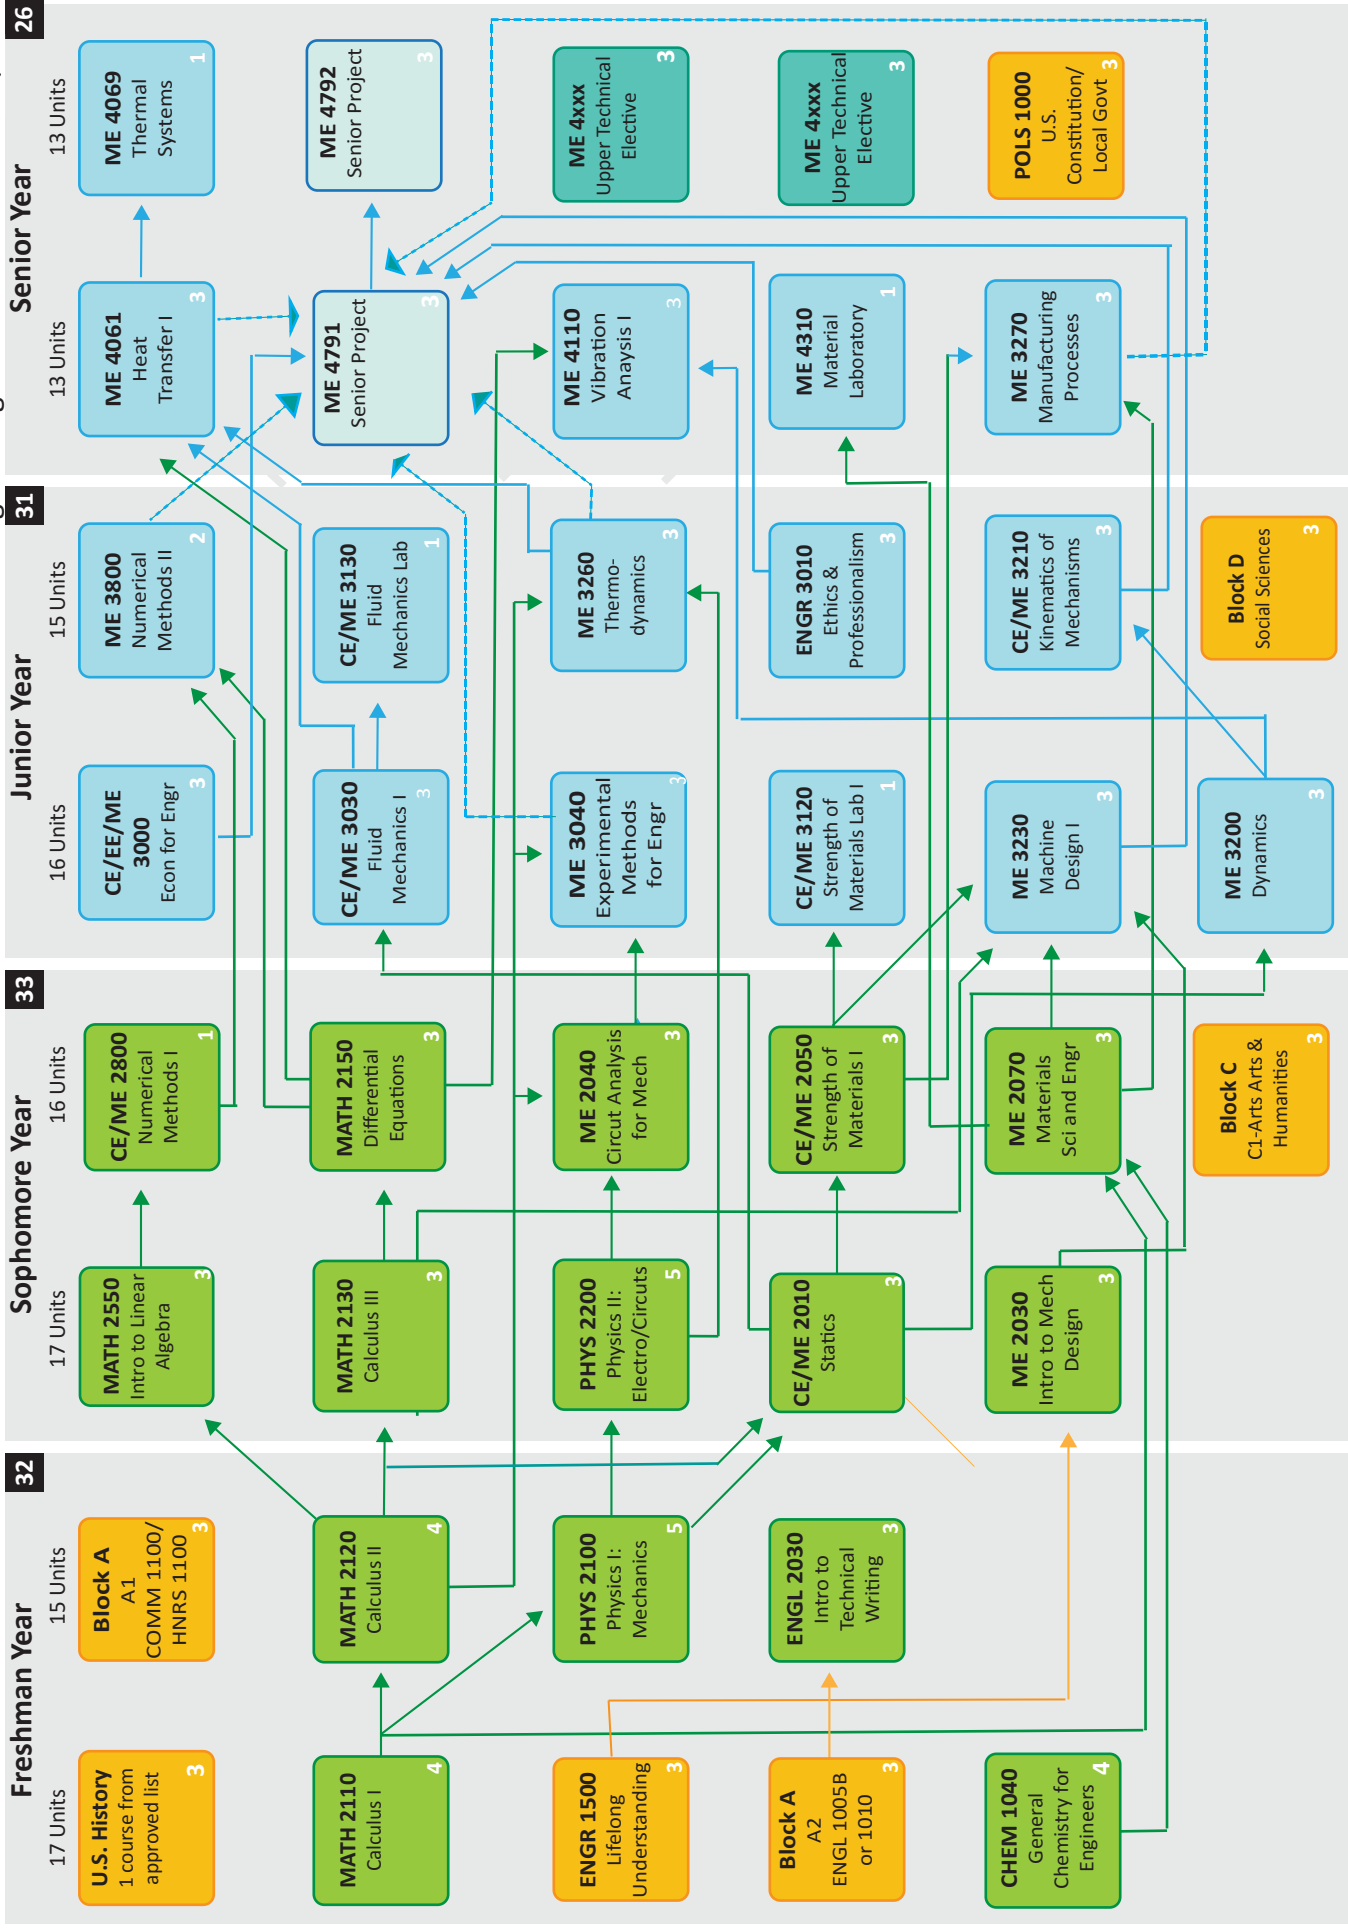 Freshman Year
32
17 Units
U.S. History
1 course from
approved list
3
MATH 2110
Calculus I
4
ENGR 1500
Lifelong
Understanding
3
Block A
A2
ENGL 1005B
or 1010
3
CHEM 1040
General
Chemistry for
Engineers
4
15 Units
Block A
A1
COMM 1100/
HNRS 1100
3
MATH 2120
Calculus II
4
PHYS 2100
Physics I:
Mechanics
5
ENGL 2030
Intro to
Technical
Writing
3
Sophomore Year
33
17 Units
MATH 2550
Intro to Linear
Algebra
3
MATH 2130
Calculus III
3
PHYS 2200
Physics II:
Electro/Circuts
5
CE/ME 2010
Statics
3
ME 2030
Intro to Mech
Design
3
16 Units
CE/ME 2800
Numerical
Methods I
1
MATH 2150
Differential
Equations
3
ME 2040
Circut Analysis
for Mech
3
CE/ME 2050
Strength of
Materials I
3
ME 2070
Materials
Sci and Engr
3
Block C
C1-Arts Arts &
Humanities
3
Junior Year
31
16 Units
CE/EE/ME
3000
Econ for Engr
3
CE/ME 3030
Fluid
Mechanics I
3
ME 3040
Experimental
Methods
for Engr
3
CE/ME 3120
Strength of
Materials Lab I
1
ME 3230
Machine
Design I
3
ME 3200
Dynamics
3
15 Units
ME 3800
Numerical
Methods II
2
CE/ME 3130
Fluid
Mechanics Lab
1
ME 3260
Thermo-
dynamics
3
ENGR 3010
Ethics &
Professionalism
3
CE/ME 3210
Kinematics of
Mechanisms
3
Block D
Social Sciences
3
Senior Year
26
13 Units
ME 4061
Heat
Transfer I
3
ME 4791
Senior Project
3
ME 4110
Vibration
Anaysis I
3
ME 4310
Material
Laboratory
1
ME 3270
Manufacturing
Processes
3
13 Units
ME 4069
Thermal
Systems
1
ME 4792
Senior Project
3
ME 4xxx
Upper Technical
Elective
3
ME 4xxx
Upper Technical
Elective
3
POLS 1000
U.S.
Constitution/
Local Govt
3